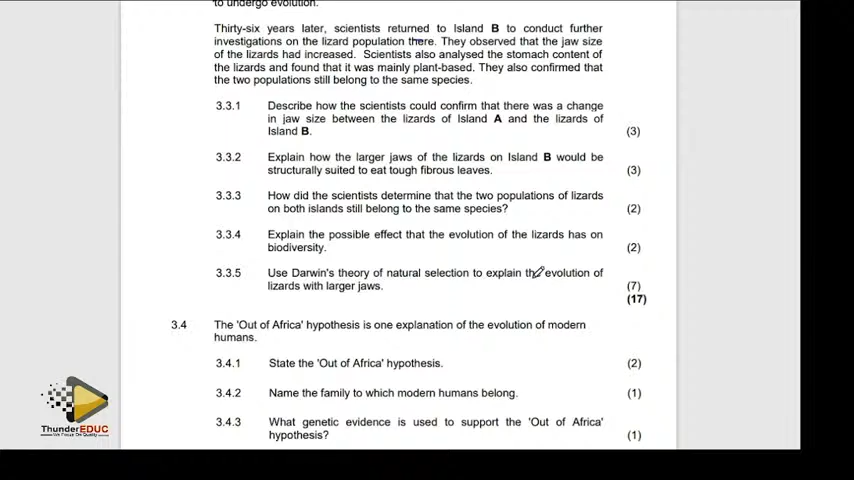 to undergo evolution.
Thirty-six years later, scientists returned to Island B to conduct further
investigations on the lizard population there. They observed that the jaw size
of the lizards had increased. Scientists also analysed the stomach content of
the lizards and found that it was mainly plant-based. They also confirmed that
the two populations still belong to the same species.
3.3.1 Describe how the scientists could confirm that there was a change
in jaw size between the lizards of Island A and the lizards of
Island B. (3)
3.3.2 Explain how the larger jaws of the lizards on Island B would be
structurally suited to eat tough fibrous leaves. (3)
3.3.3 How did the scientists determine that the two populations of lizards
on both islands still belong to the same species? (2)
3.3.4 Explain the possible effect that the evolution of the lizards has on
biodiversity. (2)
3.3.5 Use Darwin's theory of natural selection to explain the evolution of
lizards with larger jaws. (7)
(17)
3.4 The 'Out of Africa' hypothesis is one explanation of the evolution of modern
humans.
3.4.1 State the 'Out of Africa' hypothesis. (2)
3.4.2 Name the family to which modern humans belong. (1)
3.4.3 What genetic evidence is used to support the 'Out of Africa'
hypothesis? (1)
ThunderEDUC
We Focus On Quality